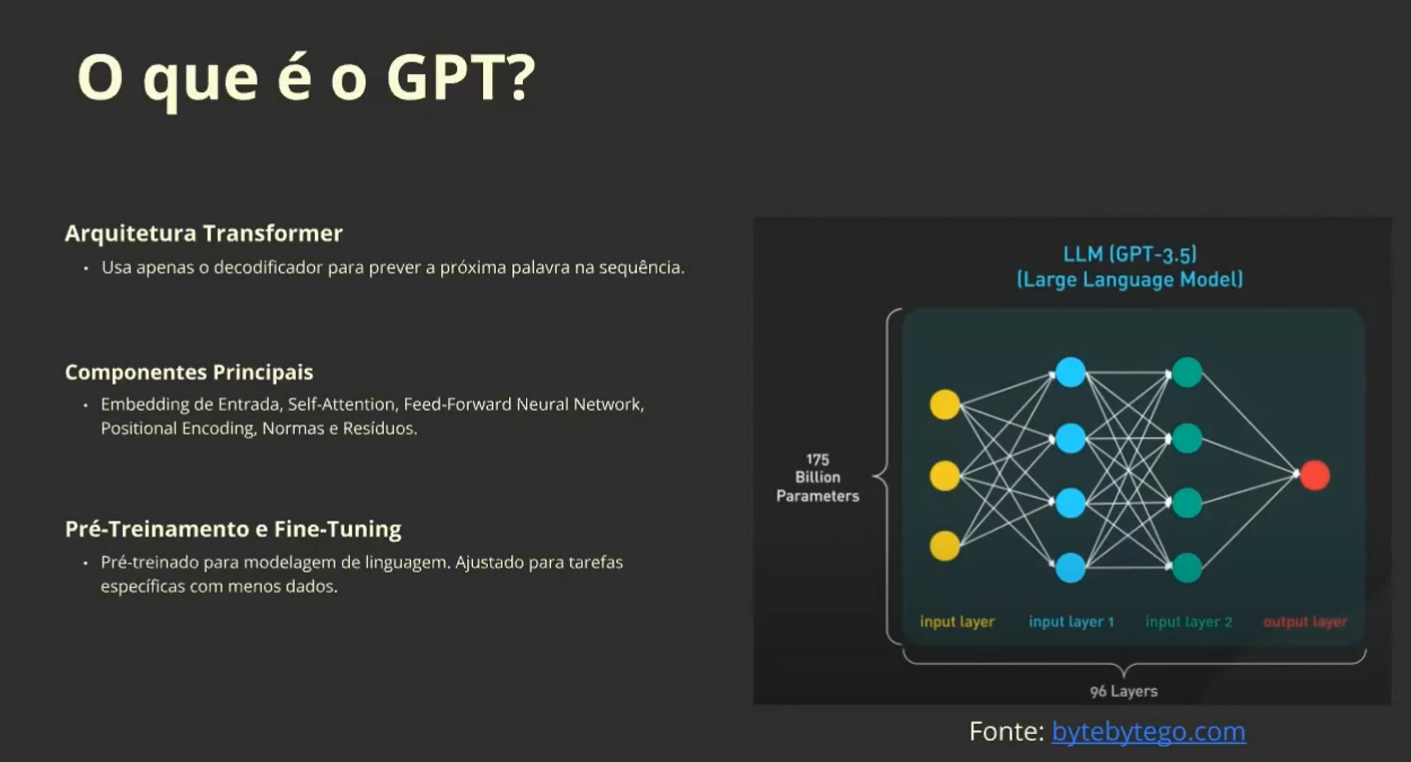 O que é o GPT?
Arquitetura Transformer
• Usa apenas o decodificador para prever a próxima palavra na sequência.
Componentes Principais
• Embedding de Entrada, Self-Attention, Feed-Forward Neural Network,
Positional Encoding, Normas e Resíduos.
Pré-Treinamento e Fine-Tuning
• Pré-treinado para modelagem de linguagem. Ajustado para tarefas
específicas com menos dados.
LLM (GPT-3.5)
(Large Language Model)
175
Billion
Parameters
input layer
input layer 1
input layer 2
output layer
96 Layers
Fonte: bytebytego.com